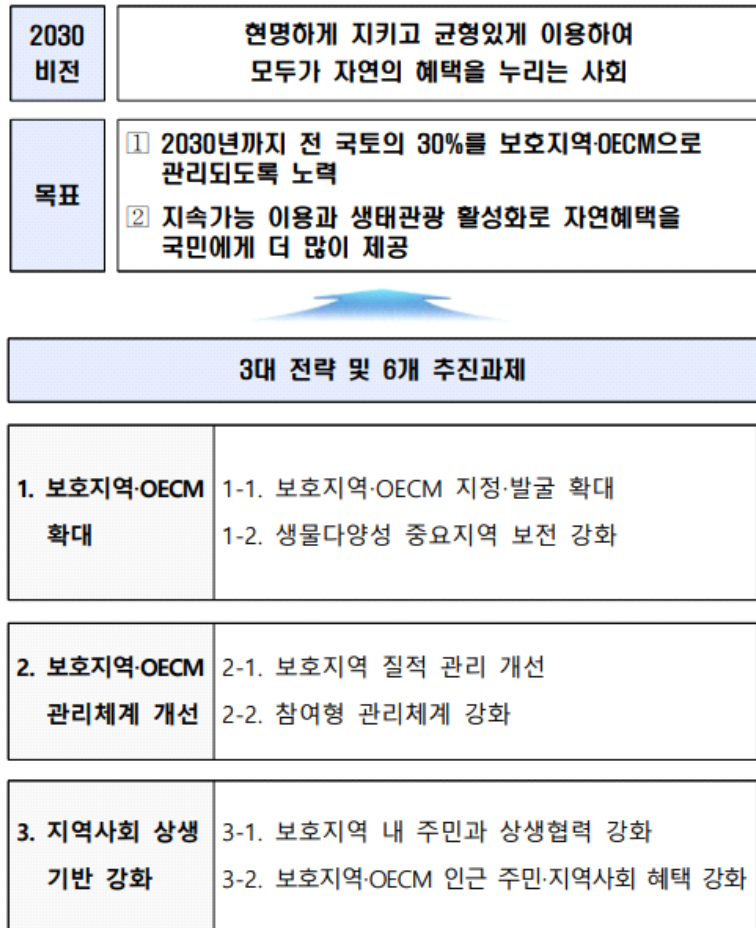 2030
비전
현명하게 지키고 균형있게 이용하여
모두가 자연의 혜택을 누리는 사회
목표
1 2030년까지 전 국토의 30%를 보호지역·OECM으로
관리되도록 노력
2 지속가능 이용과 생태관광 활성화로 자연혜택을
국민에게 더 많이 제공
3대 전략 및 6개 추진과제
1. 보호지역·OECM
확대
1-1. 보호지역·OECM 지정·발굴 확대
1-2. 생물다양성 중요지역 보전 강화
2. 보호지역·OECM
관리체계 개선
2-1. 보호지역 질적 관리 개선
2-2. 참여형 관리체계 강화
3. 지역사회 상생
기반 강화
3-1. 보호지역 내 주민과 상생협력 강화
3-2. 보호지역·OECM 인근 주민·지역사회 혜택 강화